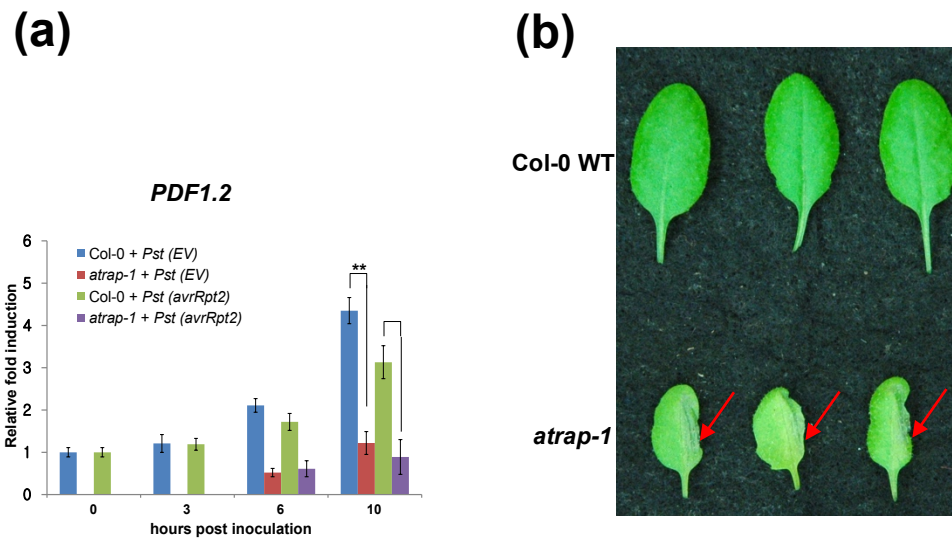 (a)
PDF1.2
Relative fold induction
6
5
4
3
2
1
0
Col-0 + Pst (EV)
atrap-1 + Pst (EV)
Col-0 + Pst (avrRpt2)
atrap-1 + Pst (avrRpt2)
**
0 3 6 10
hours post inoculation
(b)
Col-0 WT
atrap-1